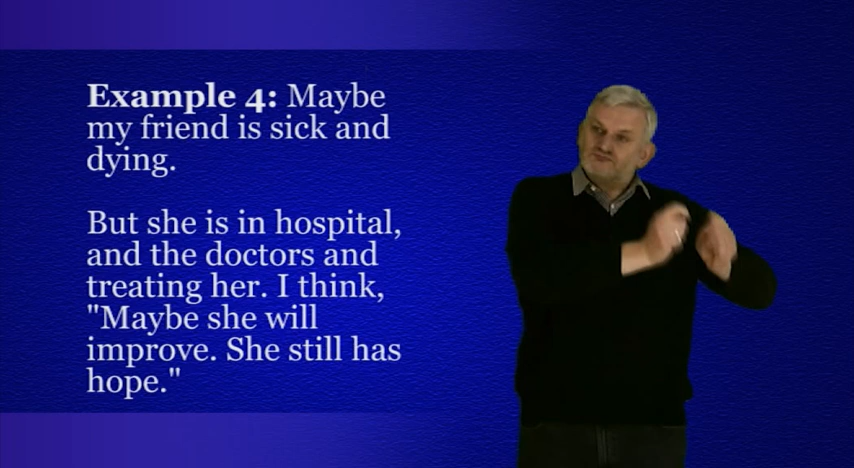 Example 4: Maybe
my friend is sick and
dying.
But she is in hospital,
and the doctors and
treating her. I think,
"Maybe she will
improve. She still has
hope."